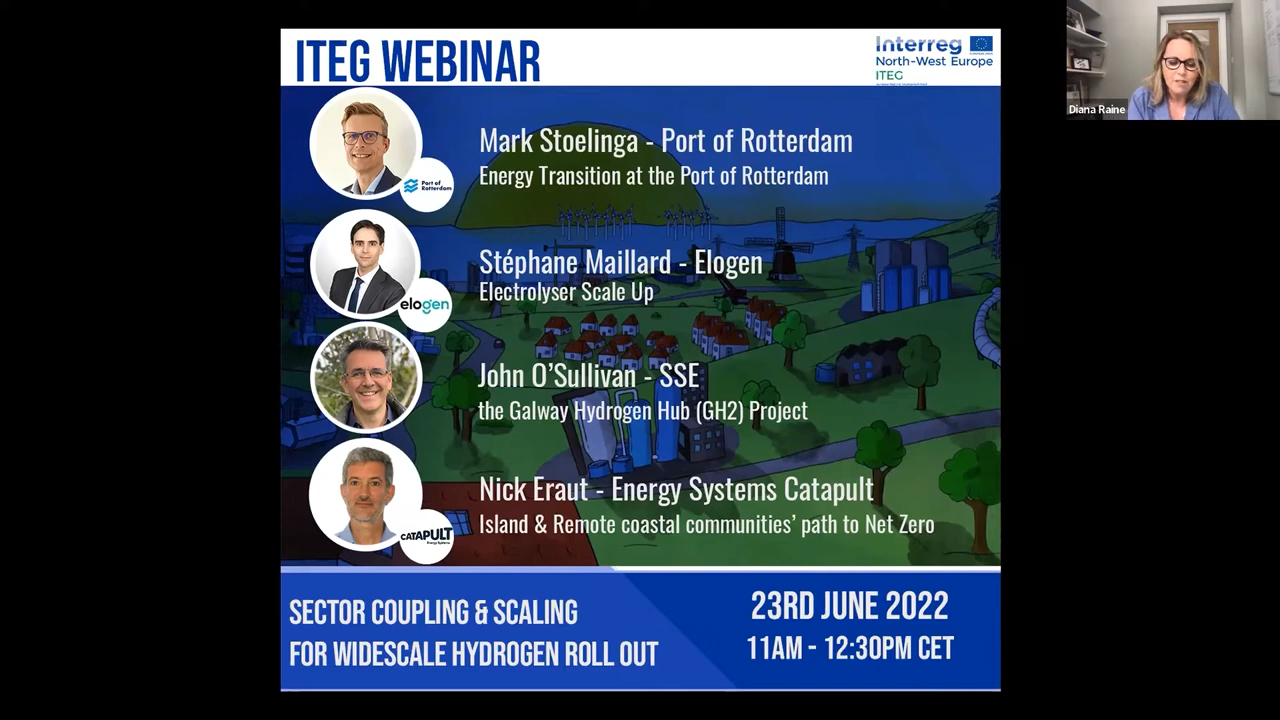 ITEG WEBINAR
Interreg
North-West Europe
ITEG
Diana Raine
Mark Stoelinga - Port of Rotterdam
Energy Transition at the Port of Rotterdam
Port of
Rotterdam
Stéphane Maillard - Elogen
Electrolyser Scale Up
elogen
John O'Sullivan - SSE
the Galway Hydrogen Hub (GH2) Project
Nick Eraut - Energy Systems Catapult
Island & Remote coastal communities' path to Net Zero
CATAPULT
Energy Systems
SECTOR COUPLING & SCALING
FOR WIDESCALE HYDROGEN ROLL OUT
23RD JUNE 2022
11AM - 12:30PM CET